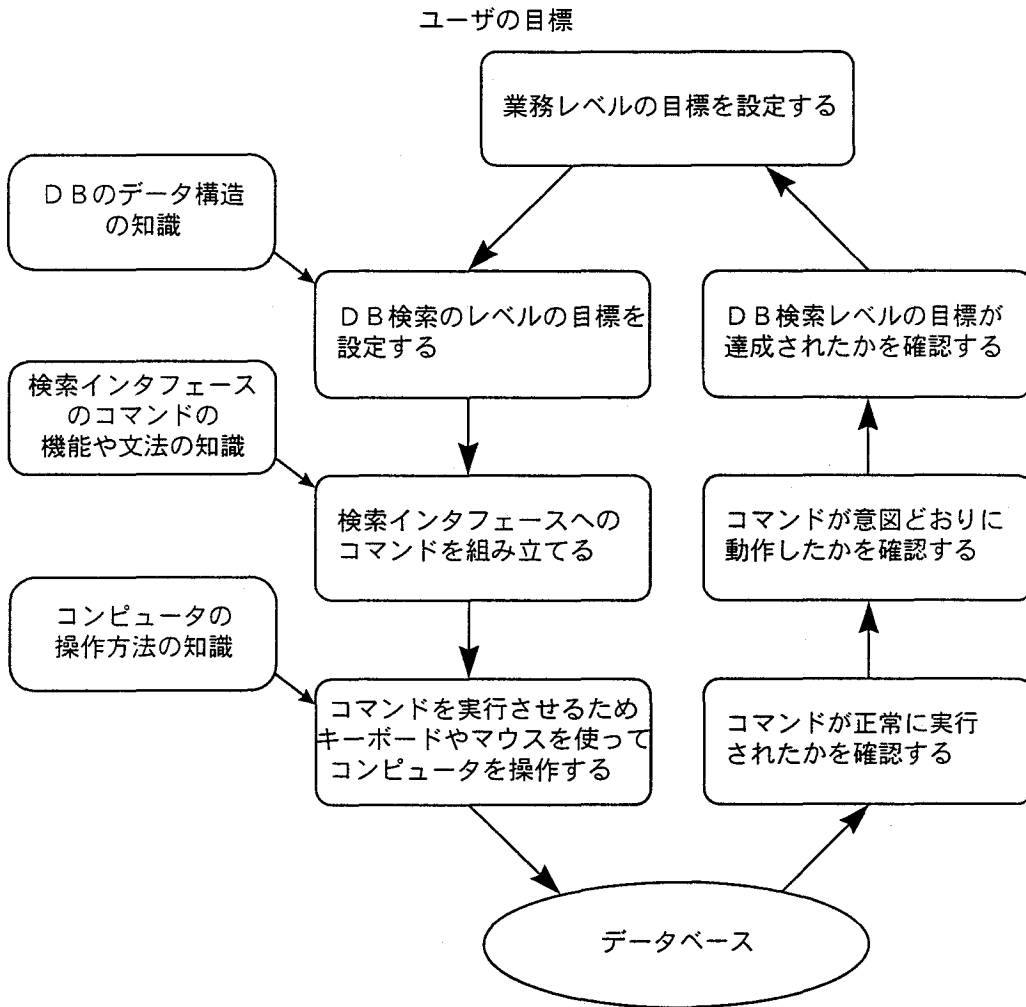 ユーザの目標
業務レベルの目標を設定する
ＤＢのデータ構造
の知識
ＤＢ検索のレベルの目標を
設定する
ＤＢ検索レベルの目標が
達成されたかを確認する
検索インタフェース
のコマンドの
機能や文法の知識
検索インタフェースへの
コマンドを組み立てる
コマンドが意図どおりに
動作したかを確認する
コンピュータの
操作方法の知識
コマンドを実行させるため
キーボードやマウスを使って
コンピュータを操作する
コマンドが正常に実行
されたかを確認する
データベース